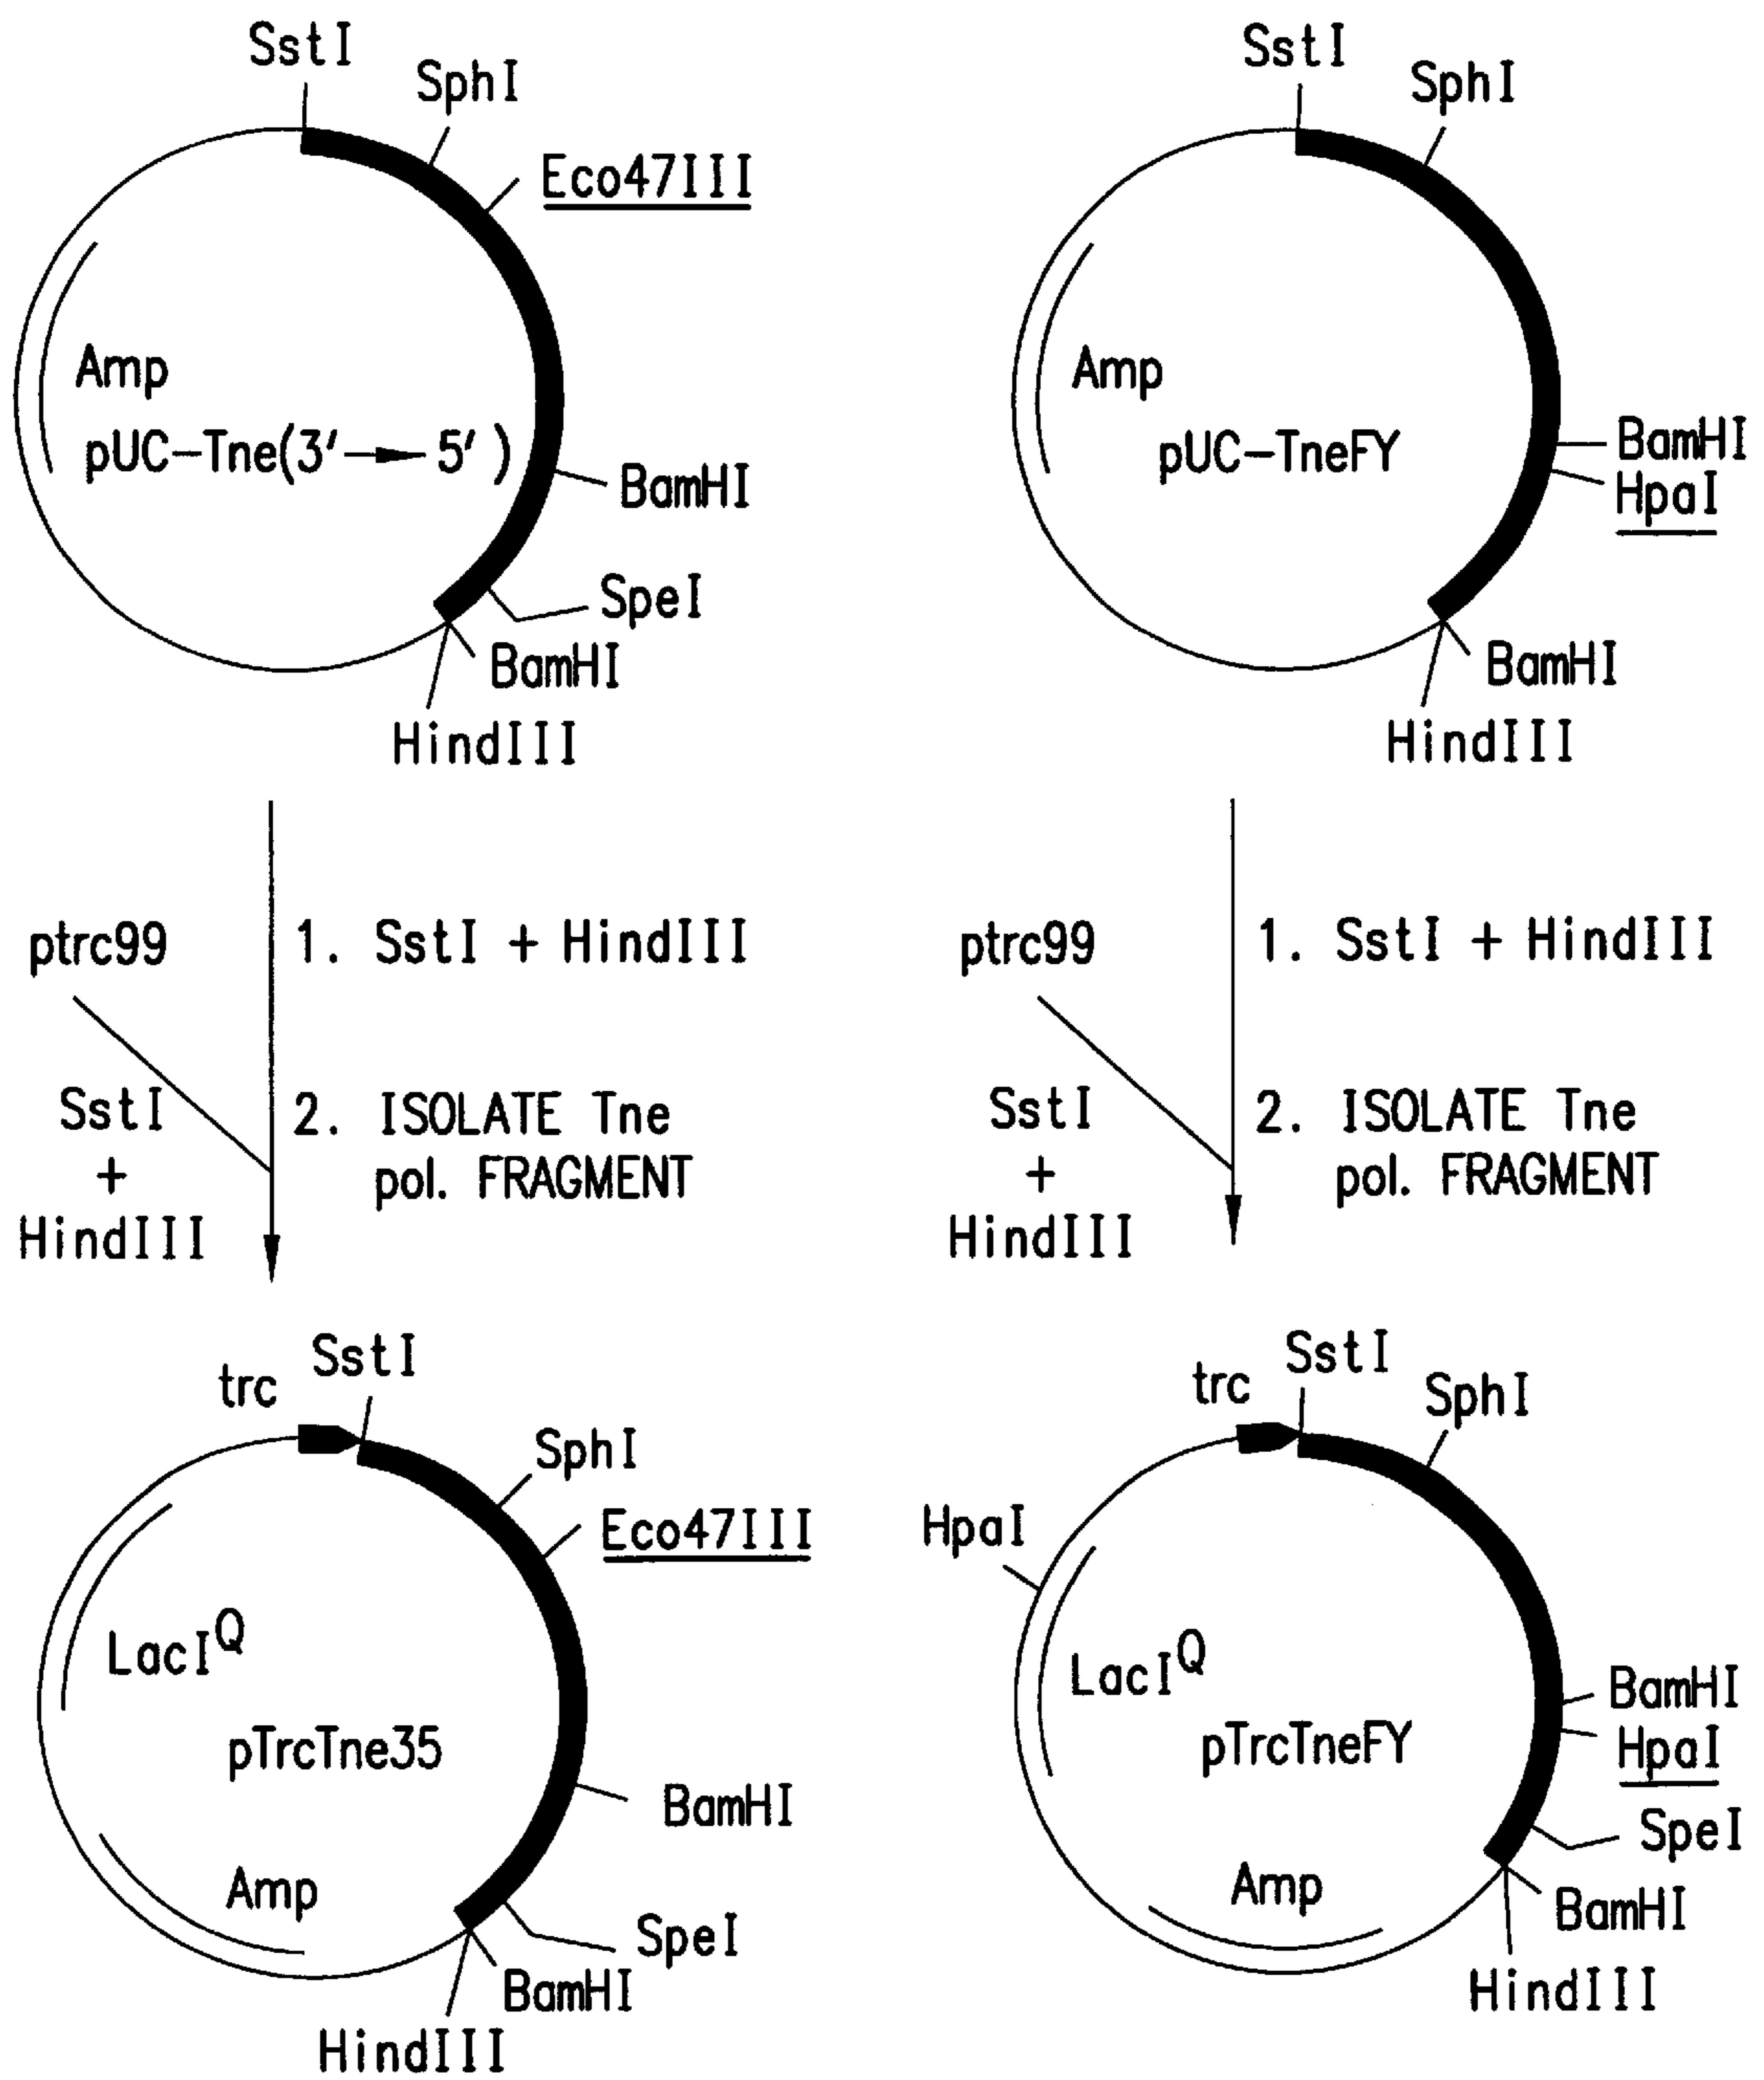 SstI
SphI
Eco47III
Amp
pUC-Tne(3'→5')
BamHI
SpeI
BamHI
HindIII
SstI
SphI
Amp
pUC-TneFY
BamHI
HpaI
BamHI
HindIII
ptrc99
SstI
+
HindIII
1. SstI + HindIII
2. ISOLATE Tne
pol. FRAGMENT
ptrc99
SstI
+
HindIII
1. SstI + HindIII
2. ISOLATE Tne
pol. FRAGMENT
trc
SstI
SphI
Eco47III
LacI^Q
pTrcTne35
BamHI
Amp
SpeI
BamHI
HindIII
trc
SstI
SphI
HpaI
LacI^Q
pTrcTneFY
BamHI
HpaI
SpeI
Amp
BamHI
HindIII